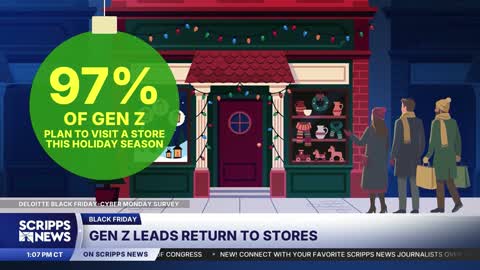 97%
OF GEN Z
PLAN TO VISIT A STORE
THIS HOLIDAY SEASON
DELOITTE BLACK FRIDAY-CYBER MONDAY SURVEY
SCRIPPS
NEWS
BLACK FRIDAY
GEN Z LEADS RETURN TO STORES
1:07 PM CT
ON SCRIPPS NEWS
OF CONGRESS • NEW! CONNECT WITH YOUR FAVORITE SCRIPPS NEWS JOURNALISTS OVER